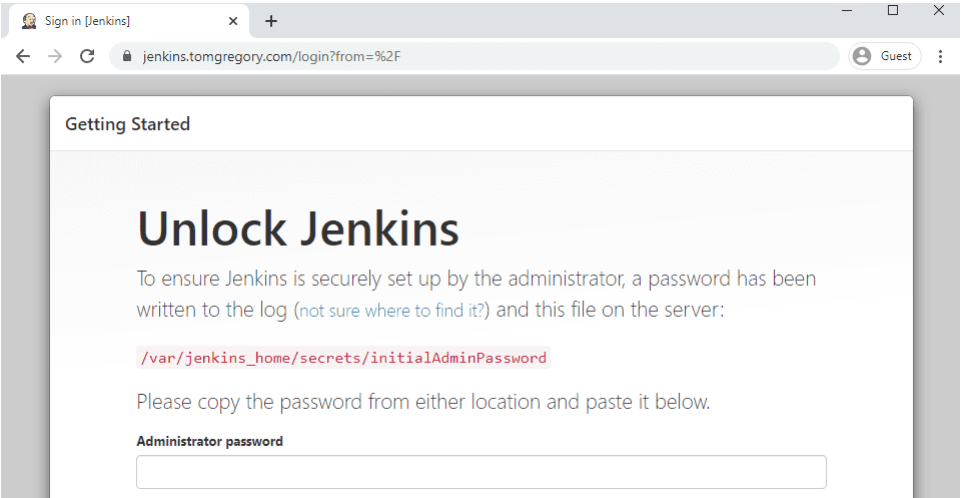 Sign in [Jenkins]
jenkins.tomgregory.com/login?from=%2F
Guest
Getting Started
Unlock Jenkins
To ensure Jenkins is securely set up by the administrator, a password has been
written to the log (not sure where to find it?) and this file on the server:
/var/jenkins_home/secrets/initialAdminPassword
Please copy the password from either location and paste it below.
Administrator password